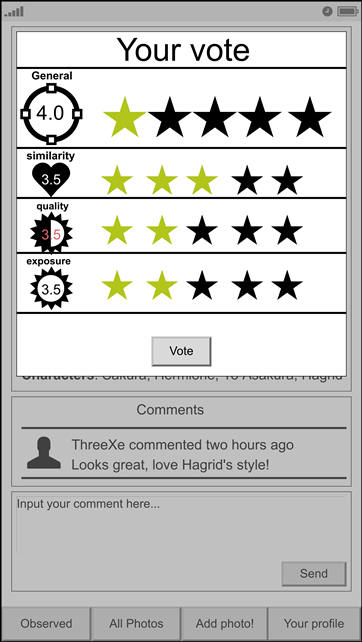 Your vote
General
4.0
similarity
3.5
quality
3.5
exposure
3.5
Vote
Characters: Sakura, Hermione, Yo Asakura, Hagrid
Comments
ThreeXe commented two hours ago
Looks great, love Hagrid's style!
Input your comment here...
Send
Observed
All Photos
Add photo!
Your profile